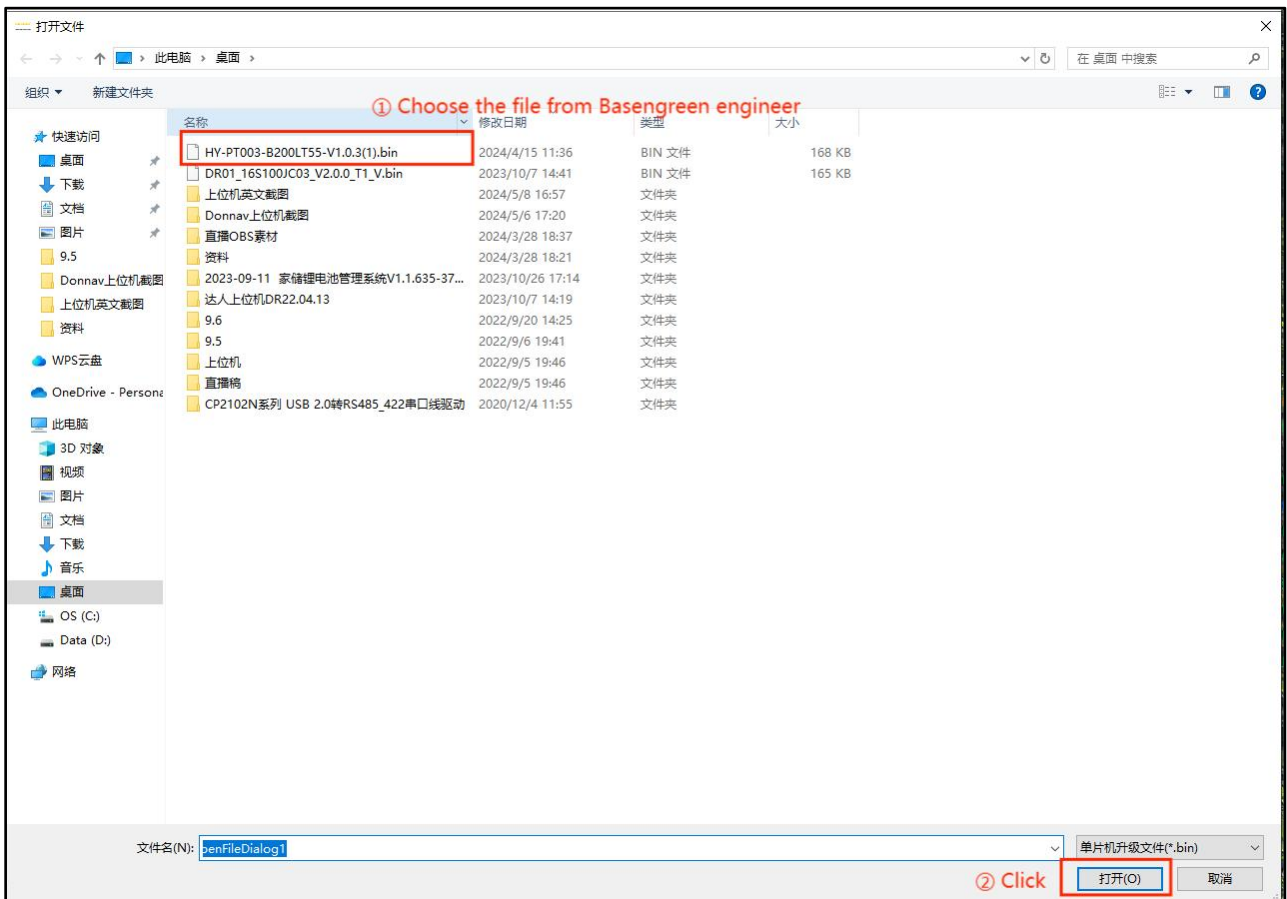 打开文件
此电脑 › 桌面 ›
在 桌面 中搜索
组织 新建文件夹
① Choose the file from Basengreen engineer
名称 修改日期 类型 大小
快速访问
桌面
下载
文档
图片
9.5
Donnav上位机截图
上位机英文截图
资料
WPS云盘
OneDrive - Persona
此电脑
3D 对象
视频
图片
文档
下载
音乐
桌面
OS (C:)
Data (D:)
网络
HY-PT003-B200LT55-V1.0.3(1).bin 2024/4/15 11:36 BIN 文件 168 KB
DR01_16S100JC03_V2.0.0_T1_V.bin 2023/10/7 14:41 BIN 文件 165 KB
上位机英文截图 2024/5/8 16:57 文件夹
Donnav上位机截图 2024/5/6 17:20 文件夹
直播OBS素材 2024/3/28 18:37 文件夹
资料 2024/3/28 18:21 文件夹
2023-09-11 家储锂电池管理系统V1.1.635-37... 2023/10/26 17:14 文件夹
达人上位机DR22.04.13 2023/10/7 14:19 文件夹
9.6 2022/9/20 14:25 文件夹
9.5 2022/9/6 19:41 文件夹
上位机 2022/9/5 19:46 文件夹
直播稿 2022/9/5 19:46 文件夹
CP2102N系列 USB 2.0转RS485_422串口线驱动 2020/12/4 11:55 文件夹
文件名(N): penFileDialog1 单片机升级文件(*.bin)
② Click 打开(O) 取消